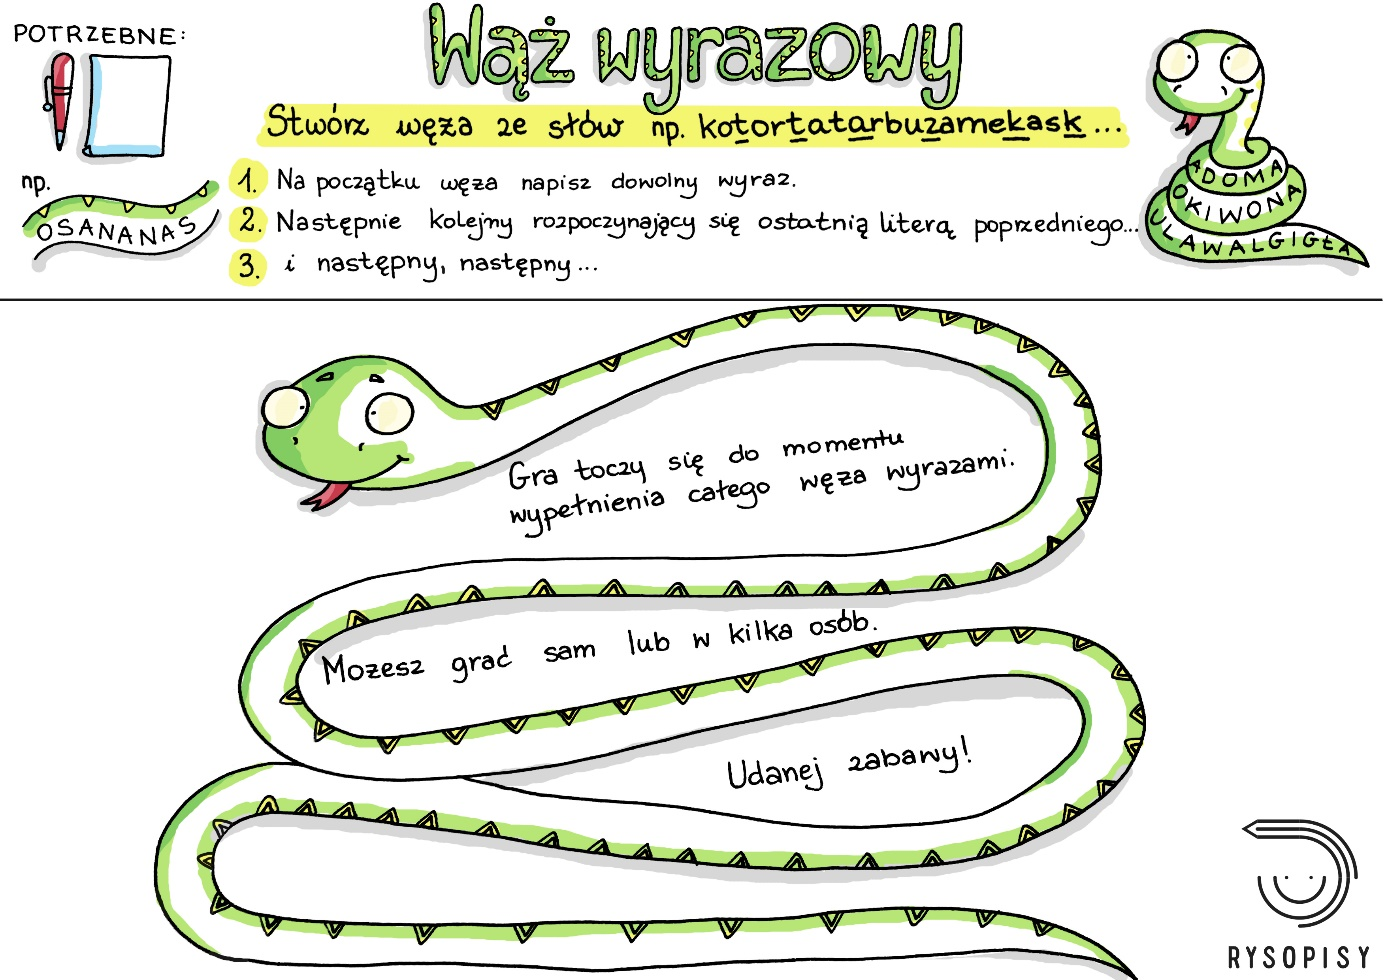 POTRZEBNE:
Wąż wyrazowy
Stwórz węża ze słów np. kotortatarbuzamekask...
np.
OSANANAS
1. Na początku węża napisz dowolny wyraz.
2. Następnie kolejny rozpoczynający się ostatnią literą poprzedniego...
3. i następny, następny...
ADOMA
OKIWONA
ULAWALGIGŁA
Gra toczy się do momentu
wypełnienia całego węża wyrazami.
Możesz grać sam lub w kilka osób.
Udanej zabawy!
RYSOPISY